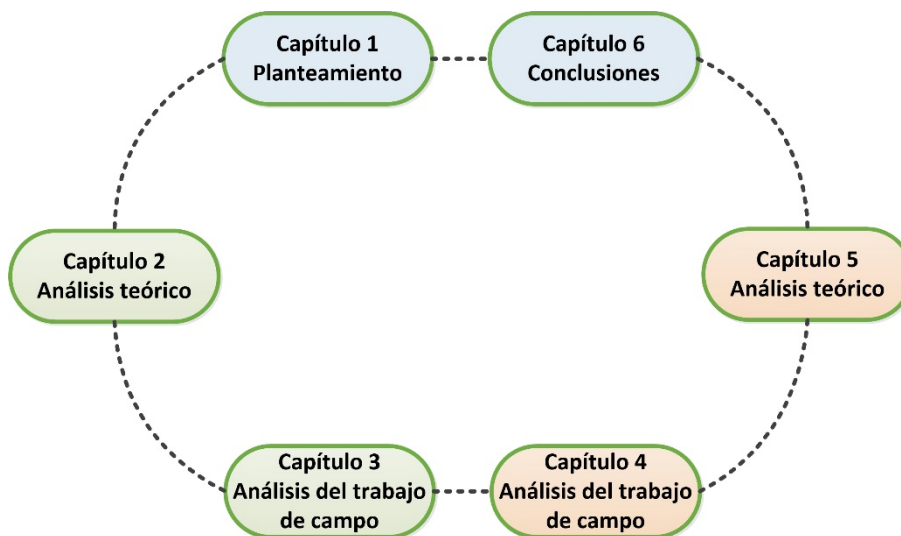 Capítulo 1
Planteamiento
Capítulo 6
Conclusiones
Capítulo 2
Análisis teórico
Capítulo 5
Análisis teórico
Capítulo 3
Análisis del trabajo
de campo
Capítulo 4
Análisis del trabajo
de campo